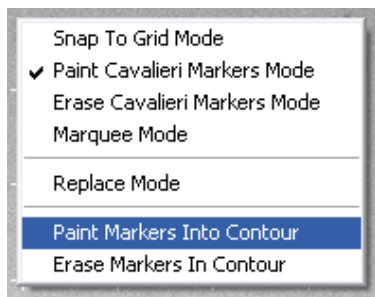 Snap To Grid Mode
Paint Cavalieri Markers Mode
Erase Cavalieri Markers Mode
Marquee Mode
Replace Mode
Paint Markers Into Contour
Erase Markers In Contour